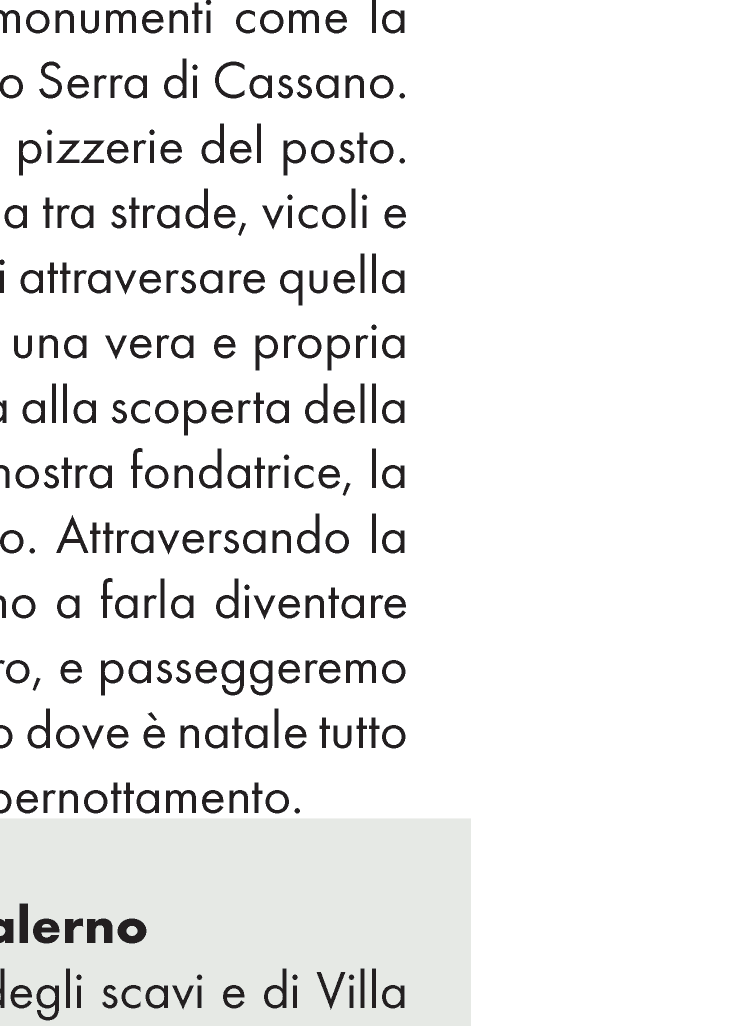 monumenti come la
o Serra di Cassano.
pizzerie del posto.
a tra strade, vicoli e
i attraversare quella
una vera e propria
a alla scoperta della
nostra fondatrice, la
o. Attraversando la
no a farla diventare
ro, e passeggeremo
o dove è natale tutto
pernottamento.
alerno
degli scavi e di Villa